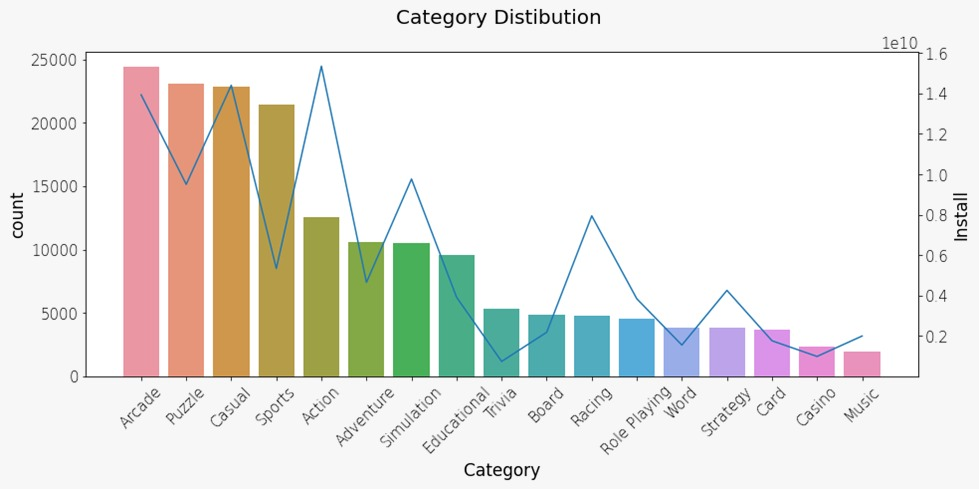 Category Distibution
1e10
25000
20000
15000
10000
5000
0
count
1.6
1.4
1.2
1.0
0.8
0.6
0.4
0.2
Install
Arcade
Puzzle
Casual
Sports
Action
Adventure
Simulation
Educational
Trivia
Board
Racing
Role Playing
Word
Strategy
Card
Casino
Music
Category